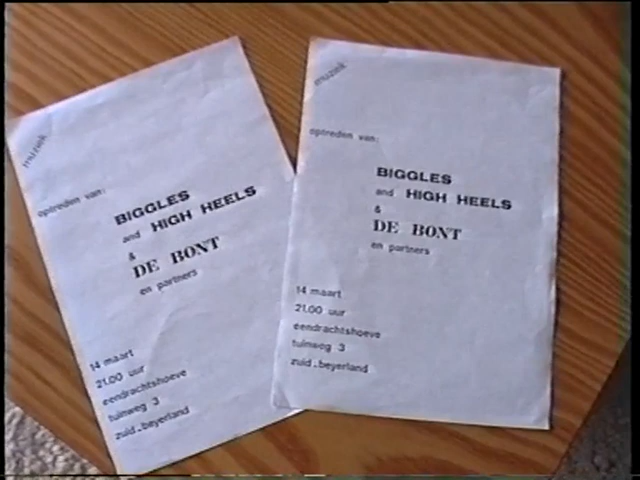 muziek
optreden van:
BIGGLES
and HIGH HEELS
&
DE BONT
en partners
14 maart
21.00 uur
eendrachtshoeve
tuinweg 3
zuid-beyerland
muziek
optreden van:
BIGGLES
and HIGH HEELS
&
DE BONT
en partners
14 maart
21.00 uur
eendrachtshoeve
tuinweg 3
zuid-beyerland